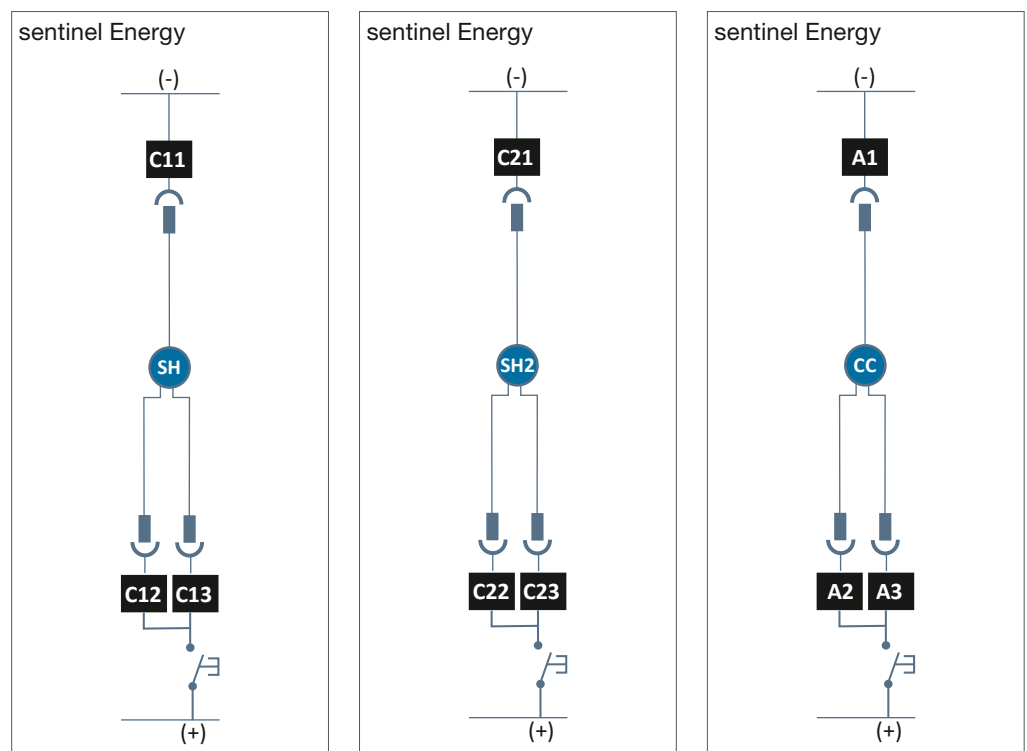 sentinel Energy
(-)
C11
SH
C12 C13
(+)
sentinel Energy
(-)
C21
SH2
C22 C23
(+)
sentinel Energy
(-)
A1
CC
A2 A3
(+)